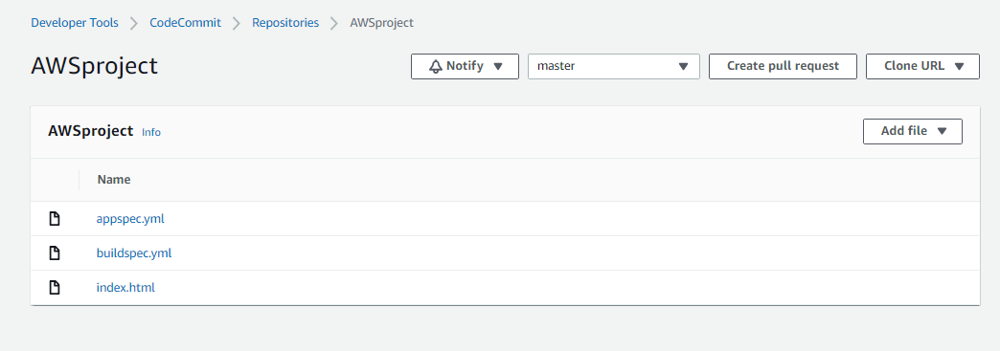 Developer Tools > CodeCommit > Repositories > AWSproject
AWSproject
Notify
master
Create pull request
Clone URL
AWSproject Info
Add file
Name
appspec.yml
buildspec.yml
index.html